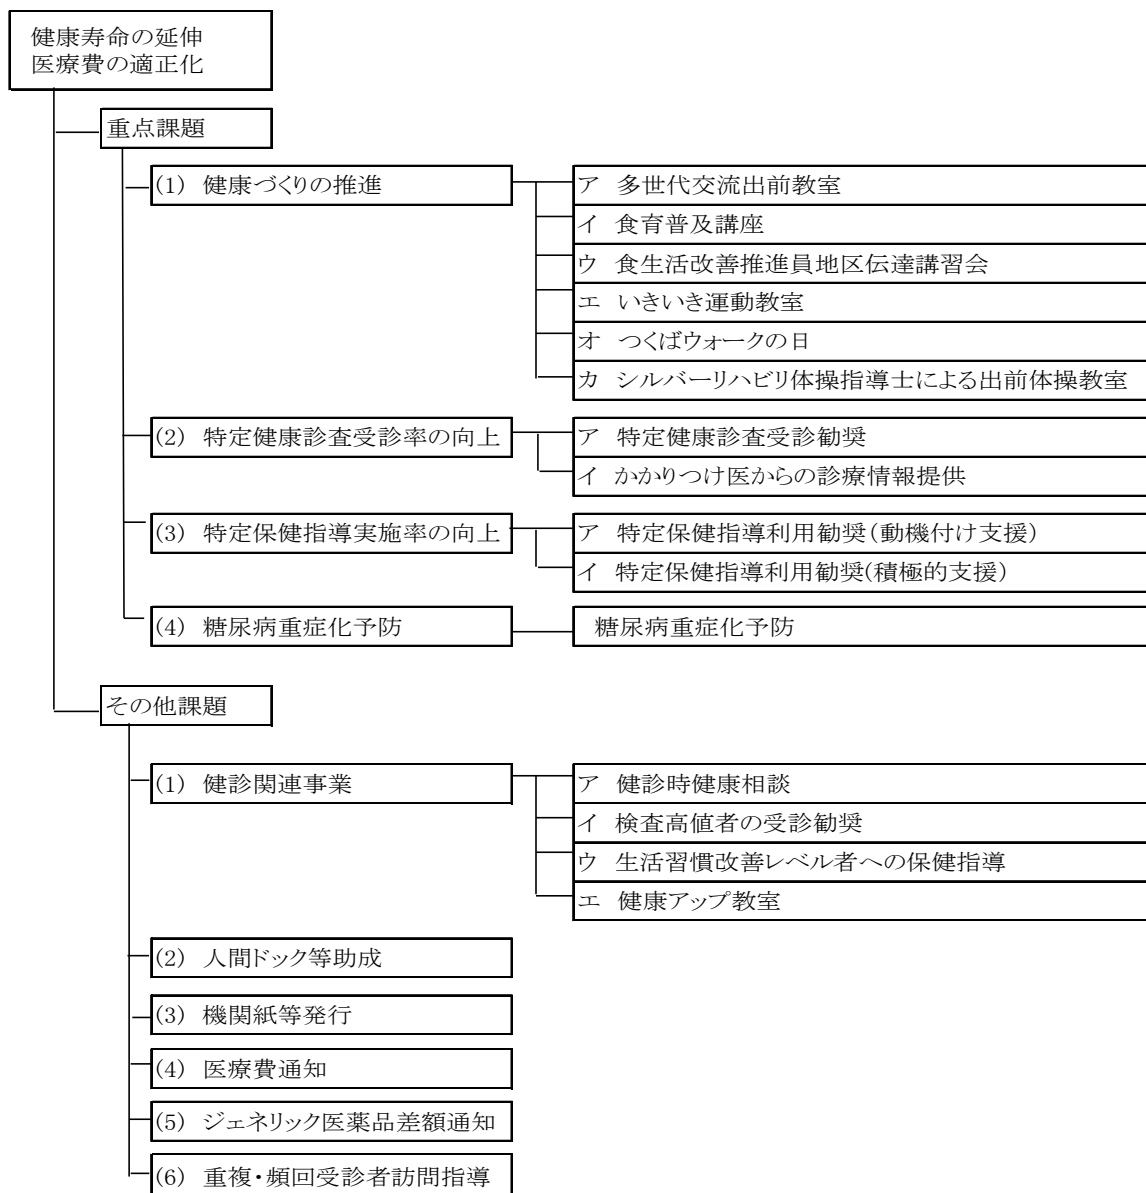 健康寿命の延伸
医療費の適正化
重点課題
(1) 健康づくりの推進
ア 多世代交流出前教室
イ 食育普及講座
ウ 食生活改善推進員地区伝達講習会
エ いきいき運動教室
オ つくばウォークの日
カ シルバーリハビリ体操指導士による出前体操教室
(2) 特定健康診査受診率の向上
ア 特定健康診査受診勧奨
イ かかりつけ医からの診療情報提供
(3) 特定保健指導実施率の向上
ア 特定保健指導利用勧奨(動機付け支援)
イ 特定保健指導利用勧奨(積極的支援)
(4) 糖尿病重症化予防
糖尿病重症化予防
その他課題
(1) 健診関連事業
ア 健診時健康相談
イ 検査高値者の受診勧奨
ウ 生活習慣改善レベル者への保健指導
エ 健康アップ教室
(2) 人間ドック等助成
(3) 機関紙等発行
(4) 医療費通知
(5) ジェネリック医薬品差額通知
(6) 重複・頻回受診者訪問指導